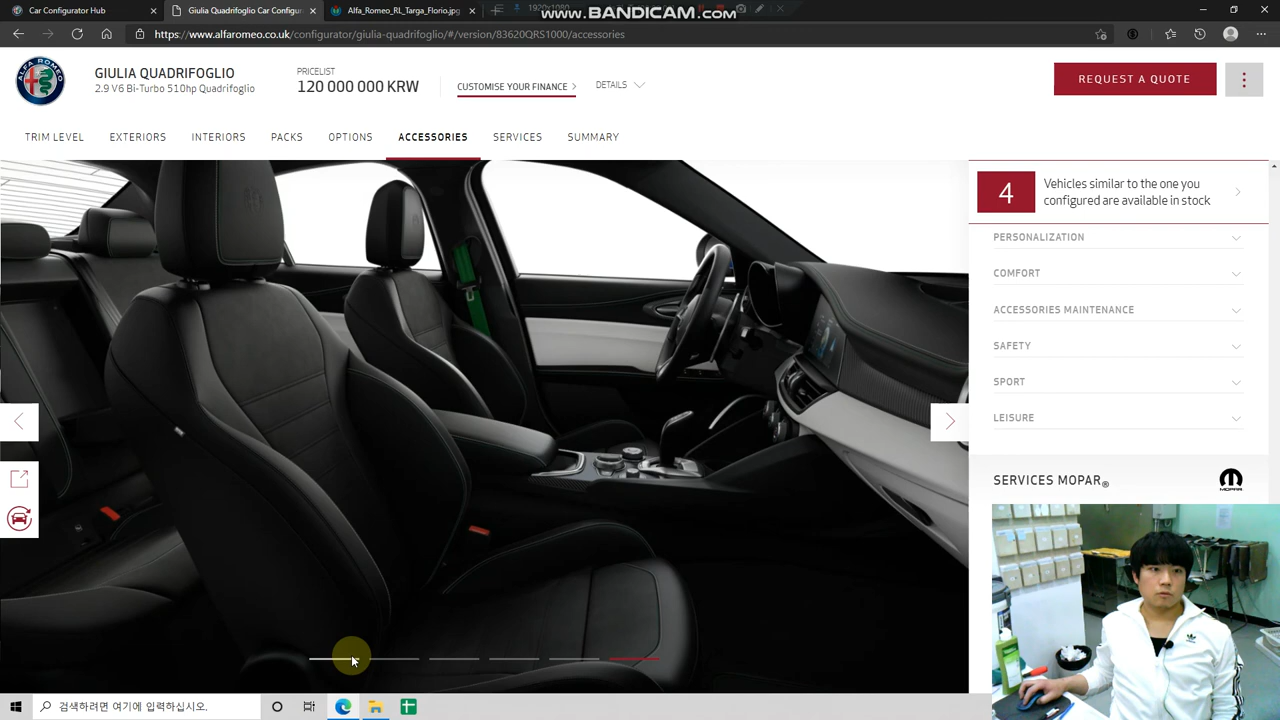 Car Configurator Hub
Giulia Quadrifoglio Car Configur
Alfa_Romeo_RL_Targa_Florio.jpg
1920x1080
www.BANDICAM.com
https://www.alfaromeo.co.uk/configurator/giulia-quadrifoglio/#/version/83620QRS1000/accessories
GIULIA QUADRIFOGLIO
2.9 V6 Bi-Turbo 510hp Quadrifoglio
PRICELIST
120 000 000 KRW
CUSTOMISE YOUR FINANCE
DETAILS
REQUEST A QUOTE
TRIM LEVEL EXTERIORS INTERIORS PACKS OPTIONS ACCESSORIES SERVICES SUMMARY
4
Vehicles similar to the one you
configured are available in stock
PERSONALIZATION
COMFORT
ACCESSORIES MAINTENANCE
SAFETY
SPORT
LEISURE
SERVICES MOPAR®
MOPAR
검색하려면 여기에 입력하십시오.